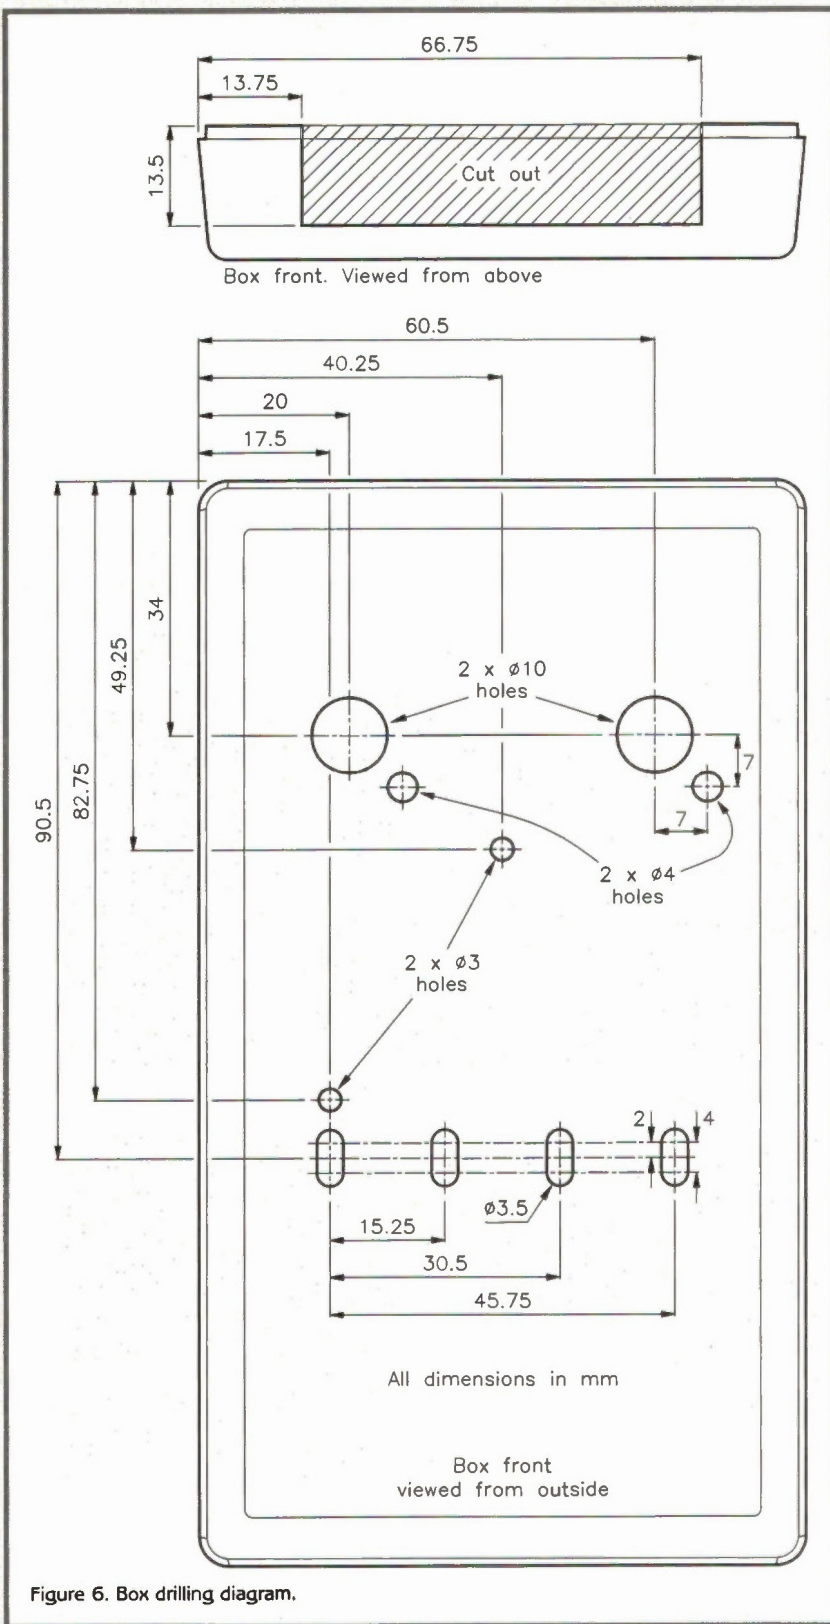 66.75
13.75
13.5
Cut out
Box front. Viewed from above
60.5
40.25
20
17.5
34
49.25
82.75
90.5
2 x ø10
holes
7
7
2 x ø4
holes
2 x ø3
holes
2
4
ø3.5
15.25
30.5
45.75
All dimensions in mm
Box front
viewed from outside
Figure 6. Box drilling diagram.